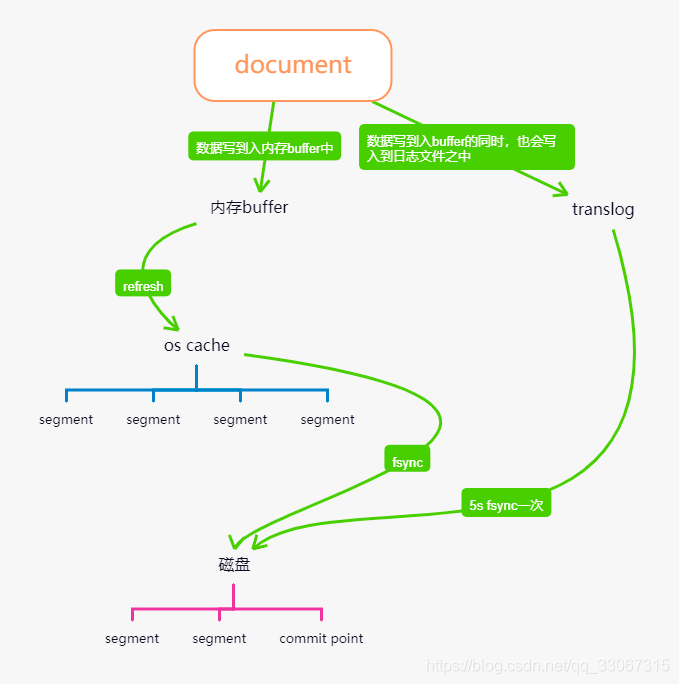 document
数据写到入内存buffer中
数据写到入buffer的同时，也会写
入到日志文件之中
内存buffer
translog
refresh
os cache
segment
segment
segment
segment
fsync
5s fsync一次
磁盘
segment
segment
commit point
https://blog.csdn.net/qq_33067315